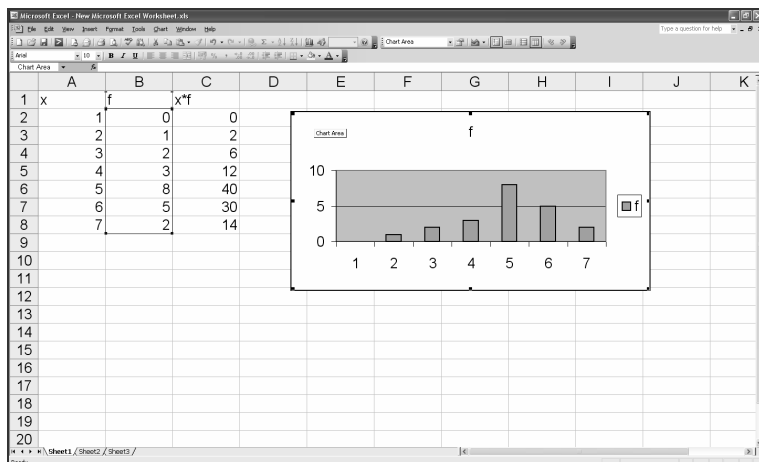 Microsoft Excel - New Microsoft Excel Worksheet.xls
File Edit View Insert Format Tools Chart Window Help
Type a question for help
Chart Area
Arial 10 B I U
Chart Area fx
A B C D E F G H I J K
1 x f x*f
2 1 0 0
3 2 1 2
4 3 2 6
5 4 3 12
6 5 8 40
7 6 5 30
8 7 2 14
9
10
11
12
13
14
15
16
17
18
19
20
Chart Area
f
10
5
0
1 2 3 4 5 6 7
f
Sheet1 / Sheet2 / Sheet3 /